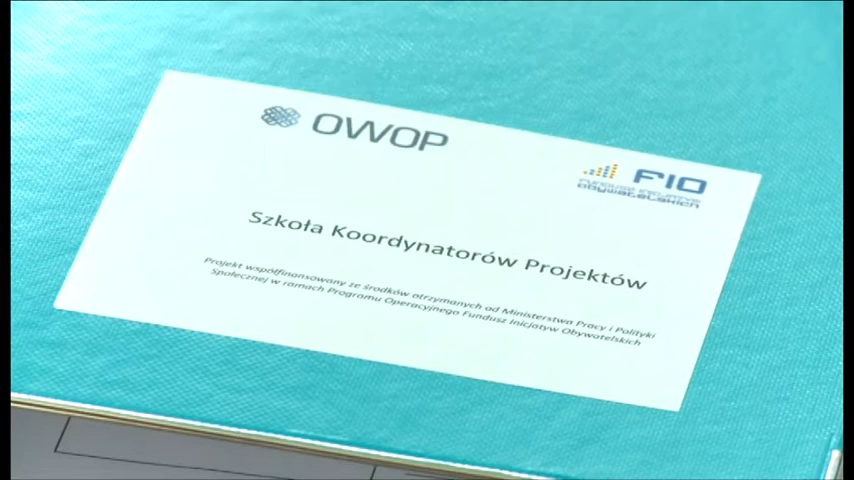 OWOP
FIO
FUNDUSZ INICJATYW
obywatelskich
Szkoła Koordynatorów Projektów
Projekt współfinansowany ze środków otrzymanych od Ministerstwa Pracy i Polityki
Społecznej w ramach Programu Operacyjnego Fundusz Inicjatyw Obywatelskich